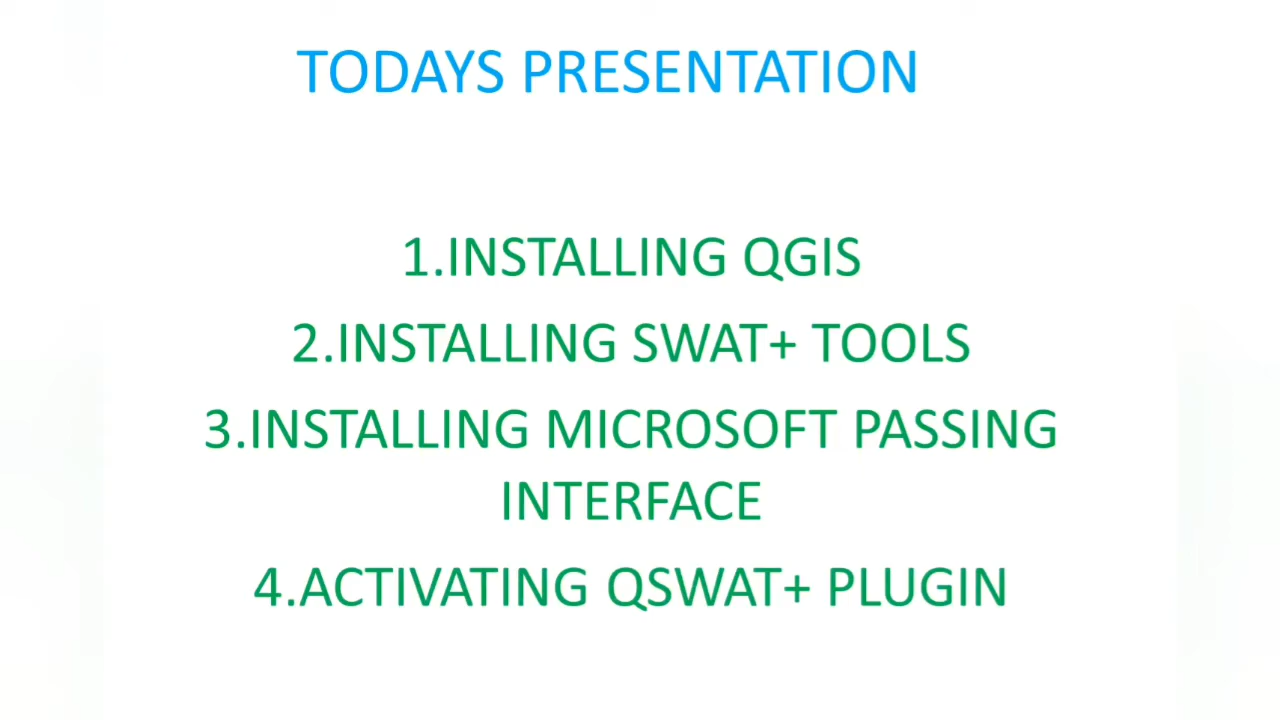 TODAYS PRESENTATION
1.INSTALLING QGIS
2.INSTALLING SWAT+ TOOLS
3.INSTALLING MICROSOFT PASSING
INTERFACE
4.ACTIVATING QSWAT+ PLUGIN